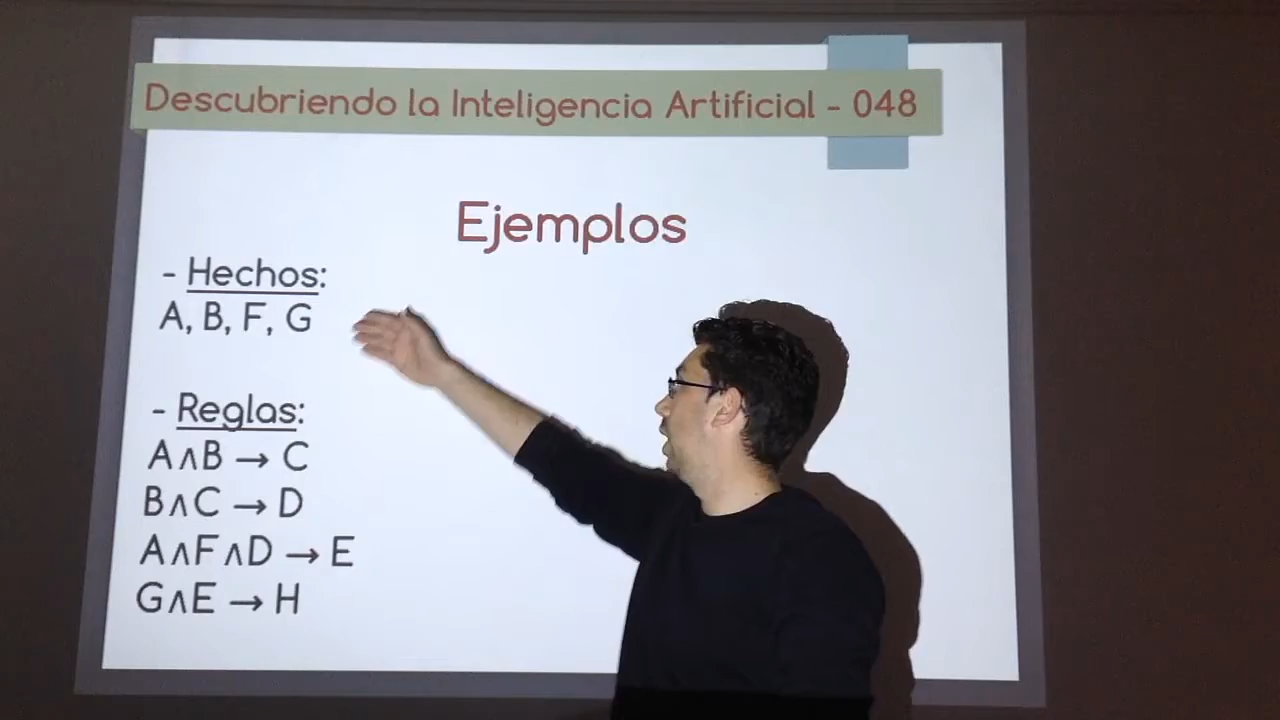 Descubriendo la Inteligencia Artificial - 048
Ejemplos
- Hechos:
A, B, F, G
- Reglas:
A∧B → C
B∧C → D
A∧F∧D → E
G∧E → H